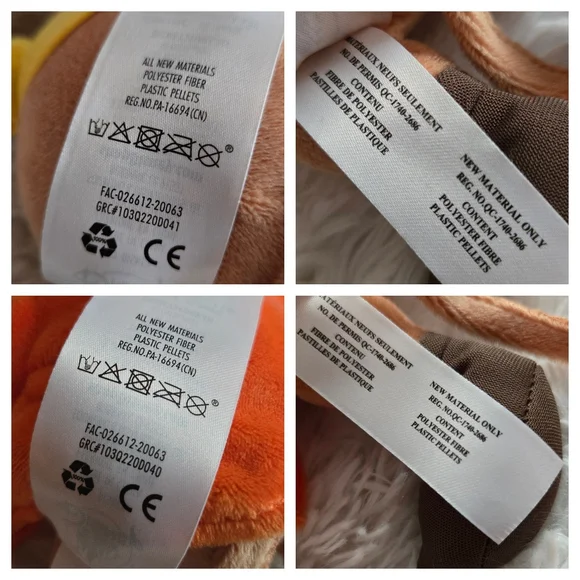 ALL NEW MATERIALS
POLYESTER FIBER
PLASTIC PELLETS
REG.NO.PA-16694(CN)
®
FAC-026612-20063
GRC#103Q220D041
CE
MATÉRIAUX NEUFS SEULEMENT
NO. DE PERMIS QC-1740-2686
CONTENU
FIBRE DE POLYESTER
PASTILLES DE PLASTIQUE
NEW MATERIAL ONLY
REG. NO.QC-1740-2686
CONTENT
POLYESTER FIBRE
PLASTIC PELLETS
ALL NEW MATERIALS
POLYESTER FIBER
PLASTIC PELLETS
REG.NO.PA-16694(CN)
®
FAC-026612-20063
GRC#103Q220D040
CE
MATÉRIAUX NEUFS SEULEMENT
NO. DE PERMIS QC-1740-2686
CONTENU
FIBRE DE POLYESTER
PASTILLES DE PLASTIQUE
NEW MATERIAL ONLY
REG. NO.QC-1740-2686
CONTENT
POLYESTER FIBRE
PLASTIC PELLETS